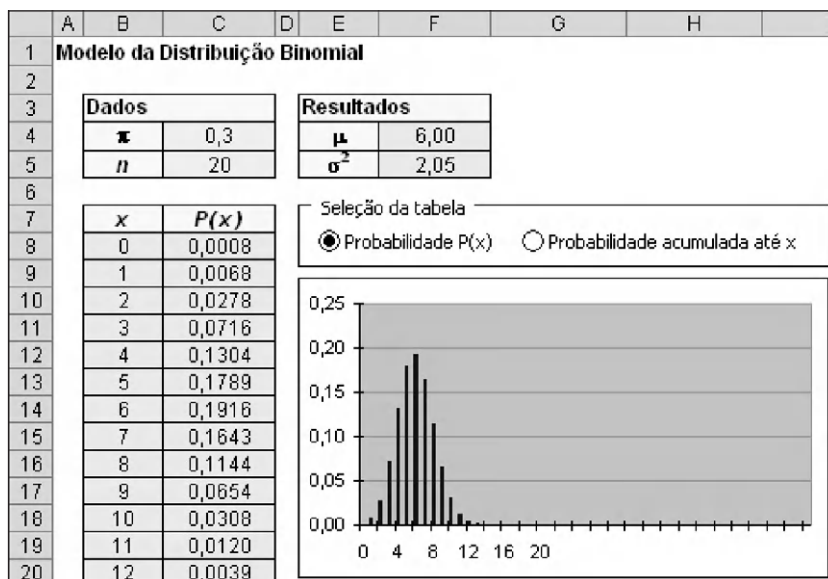 A B C D E F G H
1 Modelo da Distribuição Binomial
2
3 Dados Resultados
4 π 0,3 μ 6,00
5 n 20 σ² 2,05
6
7 x P(x) Seleção da tabela
8 0 0,0008 Probabilidade P(x) Probabilidade acumulada até x
9 1 0,0068
10 2 0,0278 0,25
11 3 0,0716
12 4 0,1304 0,20
13 5 0,1789 0,15
14 6 0,1916
15 7 0,1643 0,10
16 8 0,1144
17 9 0,0654 0,05
18 10 0,0308 0,00
19 11 0,0120 0 4 8 12 16 20
20 12 0,0039